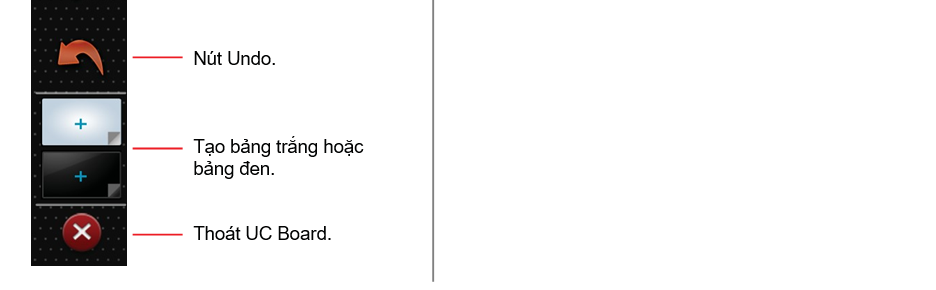 Nút Undo.
Tạo bảng trắng hoặc
bảng đen.
Thoát UC Board.